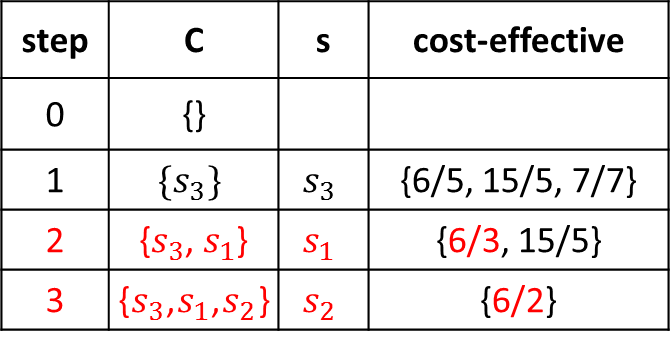 step C s cost-effective
0 {}
1 {s₃} s₃ {6/5, 15/5, 7/7}
2 {s₃, s₁} s₁ {6/3, 15/5}
3 {s₃,s₁,s₂} s₂ {6/2}